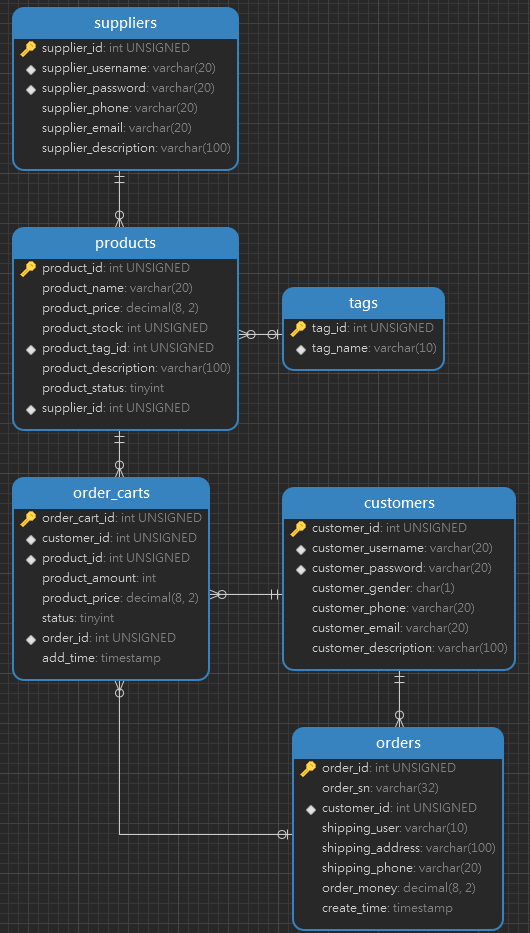 suppliers
supplier_id: int UNSIGNED
supplier_username: varchar(20)
supplier_password: varchar(20)
supplier_phone: varchar(20)
supplier_email: varchar(20)
supplier_description: varchar(100)
products
product_id: int UNSIGNED
product_name: varchar(20)
product_price: decimal(8, 2)
product_stock: int UNSIGNED
product_tag_id: int UNSIGNED
product_description: varchar(100)
product_status: tinyint
supplier_id: int UNSIGNED
tags
tag_id: int UNSIGNED
tag_name: varchar(10)
order_carts
order_cart_id: int UNSIGNED
customer_id: int UNSIGNED
product_id: int UNSIGNED
product_amount: int
product_price: decimal(8, 2)
status: tinyint
order_id: int UNSIGNED
add_time: timestamp
customers
customer_id: int UNSIGNED
customer_username: varchar(20)
customer_password: varchar(20)
customer_gender: char(1)
customer_phone: varchar(20)
customer_email: varchar(20)
customer_description: varchar(100)
orders
order_id: int UNSIGNED
order_sn: varchar(32)
customer_id: int UNSIGNED
shipping_user: varchar(10)
shipping_address: varchar(100)
shipping_phone: varchar(20)
order_money: decimal(8, 2)
create_time: timestamp